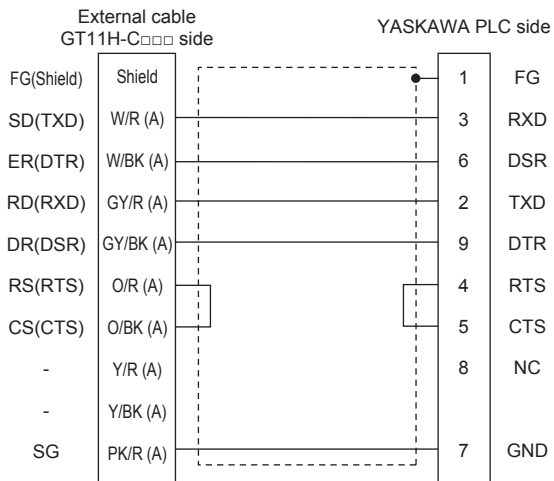 External cable
GT11H-C□□□ side
YASKAWA PLC side
FG(Shield) Shield 1 FG
SD(TXD) W/R (A) 3 RXD
ER(DTR) W/BK (A) 6 DSR
RD(RXD) GY/R (A) 2 TXD
DR(DSR) GY/BK (A) 9 DTR
RS(RTS) O/R (A) 4 RTS
CS(CTS) O/BK (A) 5 CTS
- Y/R (A) 8 NC
- Y/BK (A)
SG PK/R (A) 7 GND